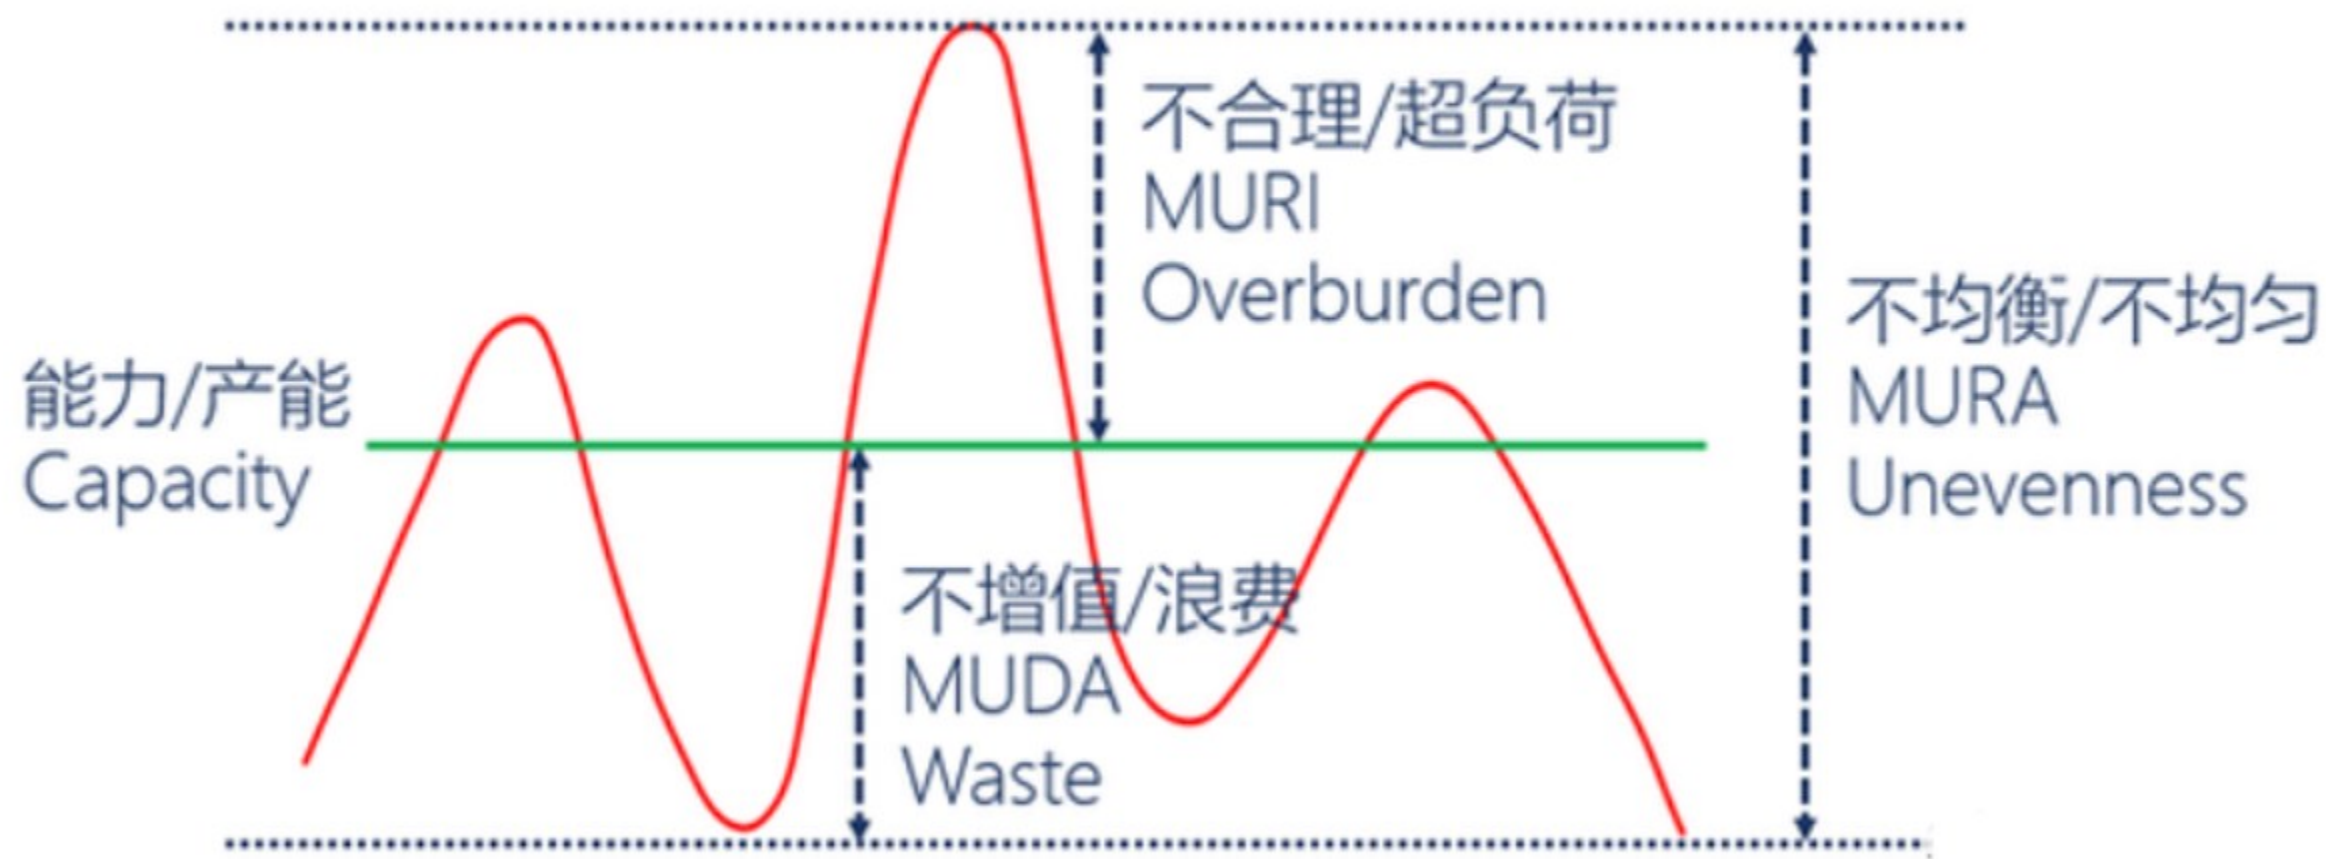 不合理/超负荷
MURI
Overburden
能力/产能
Capacity
不均衡/不均匀
MURA
Unevenness
不增值/浪费
MUDA
Waste